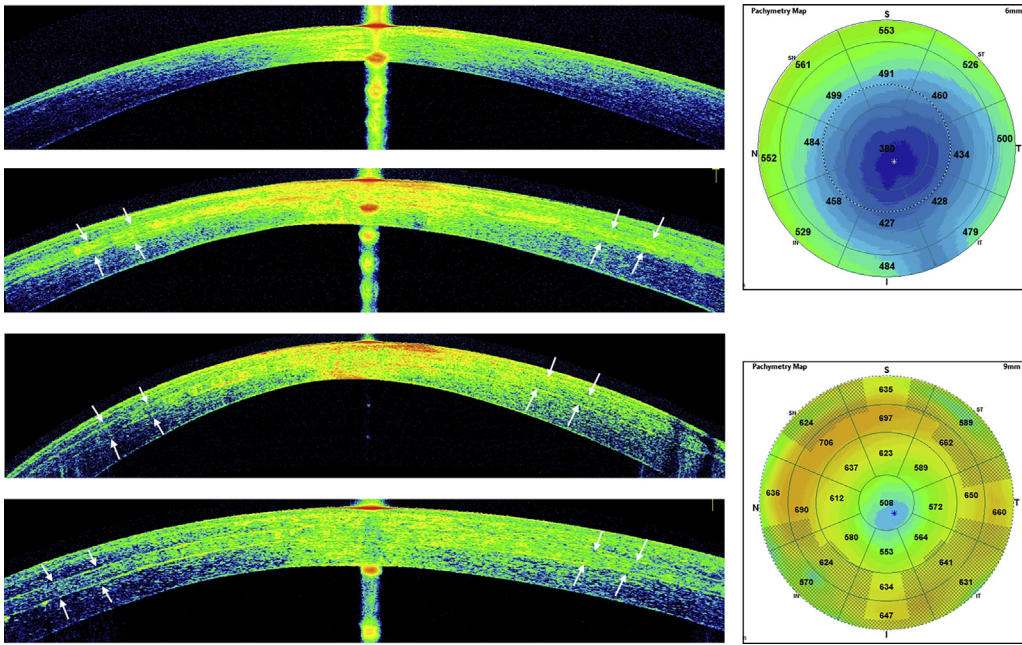 Pachymetry Map 6mm
S
553
SN 561
526 ST
491
499
460
484
380
434
500 T
N 552
458
428
427
529 IN
479 IT
484
I
Pachymetry Map 9mm
S
635
SN 624
589 ST
697
706
662
623
637
589
636
N
690
612
508
572
650
660
T
580
564
553
624
641
570
IN
634
631
IT
647
I